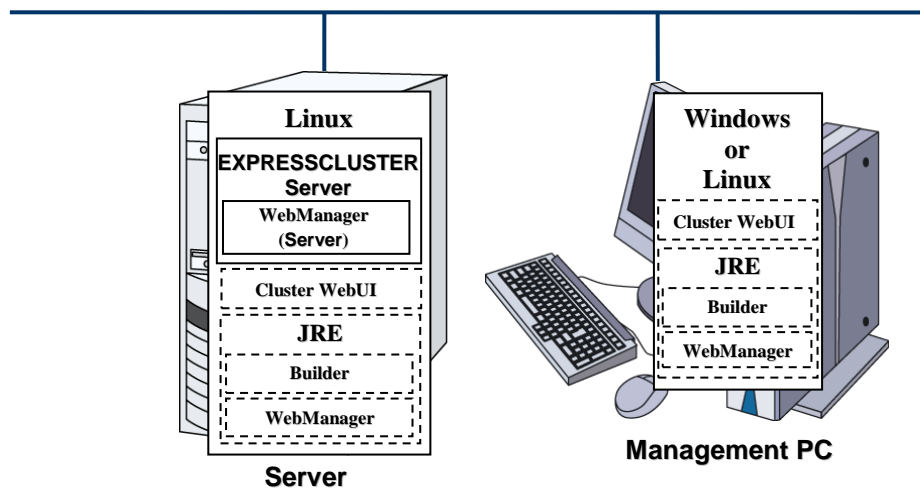 Linux
EXPRESSCLUSTER
Server
WebManager
(Server)
Cluster WebUI
JRE
Builder
WebManager
Server
Windows
or
Linux
Cluster WebUI
JRE
Builder
WebManager
Management PC